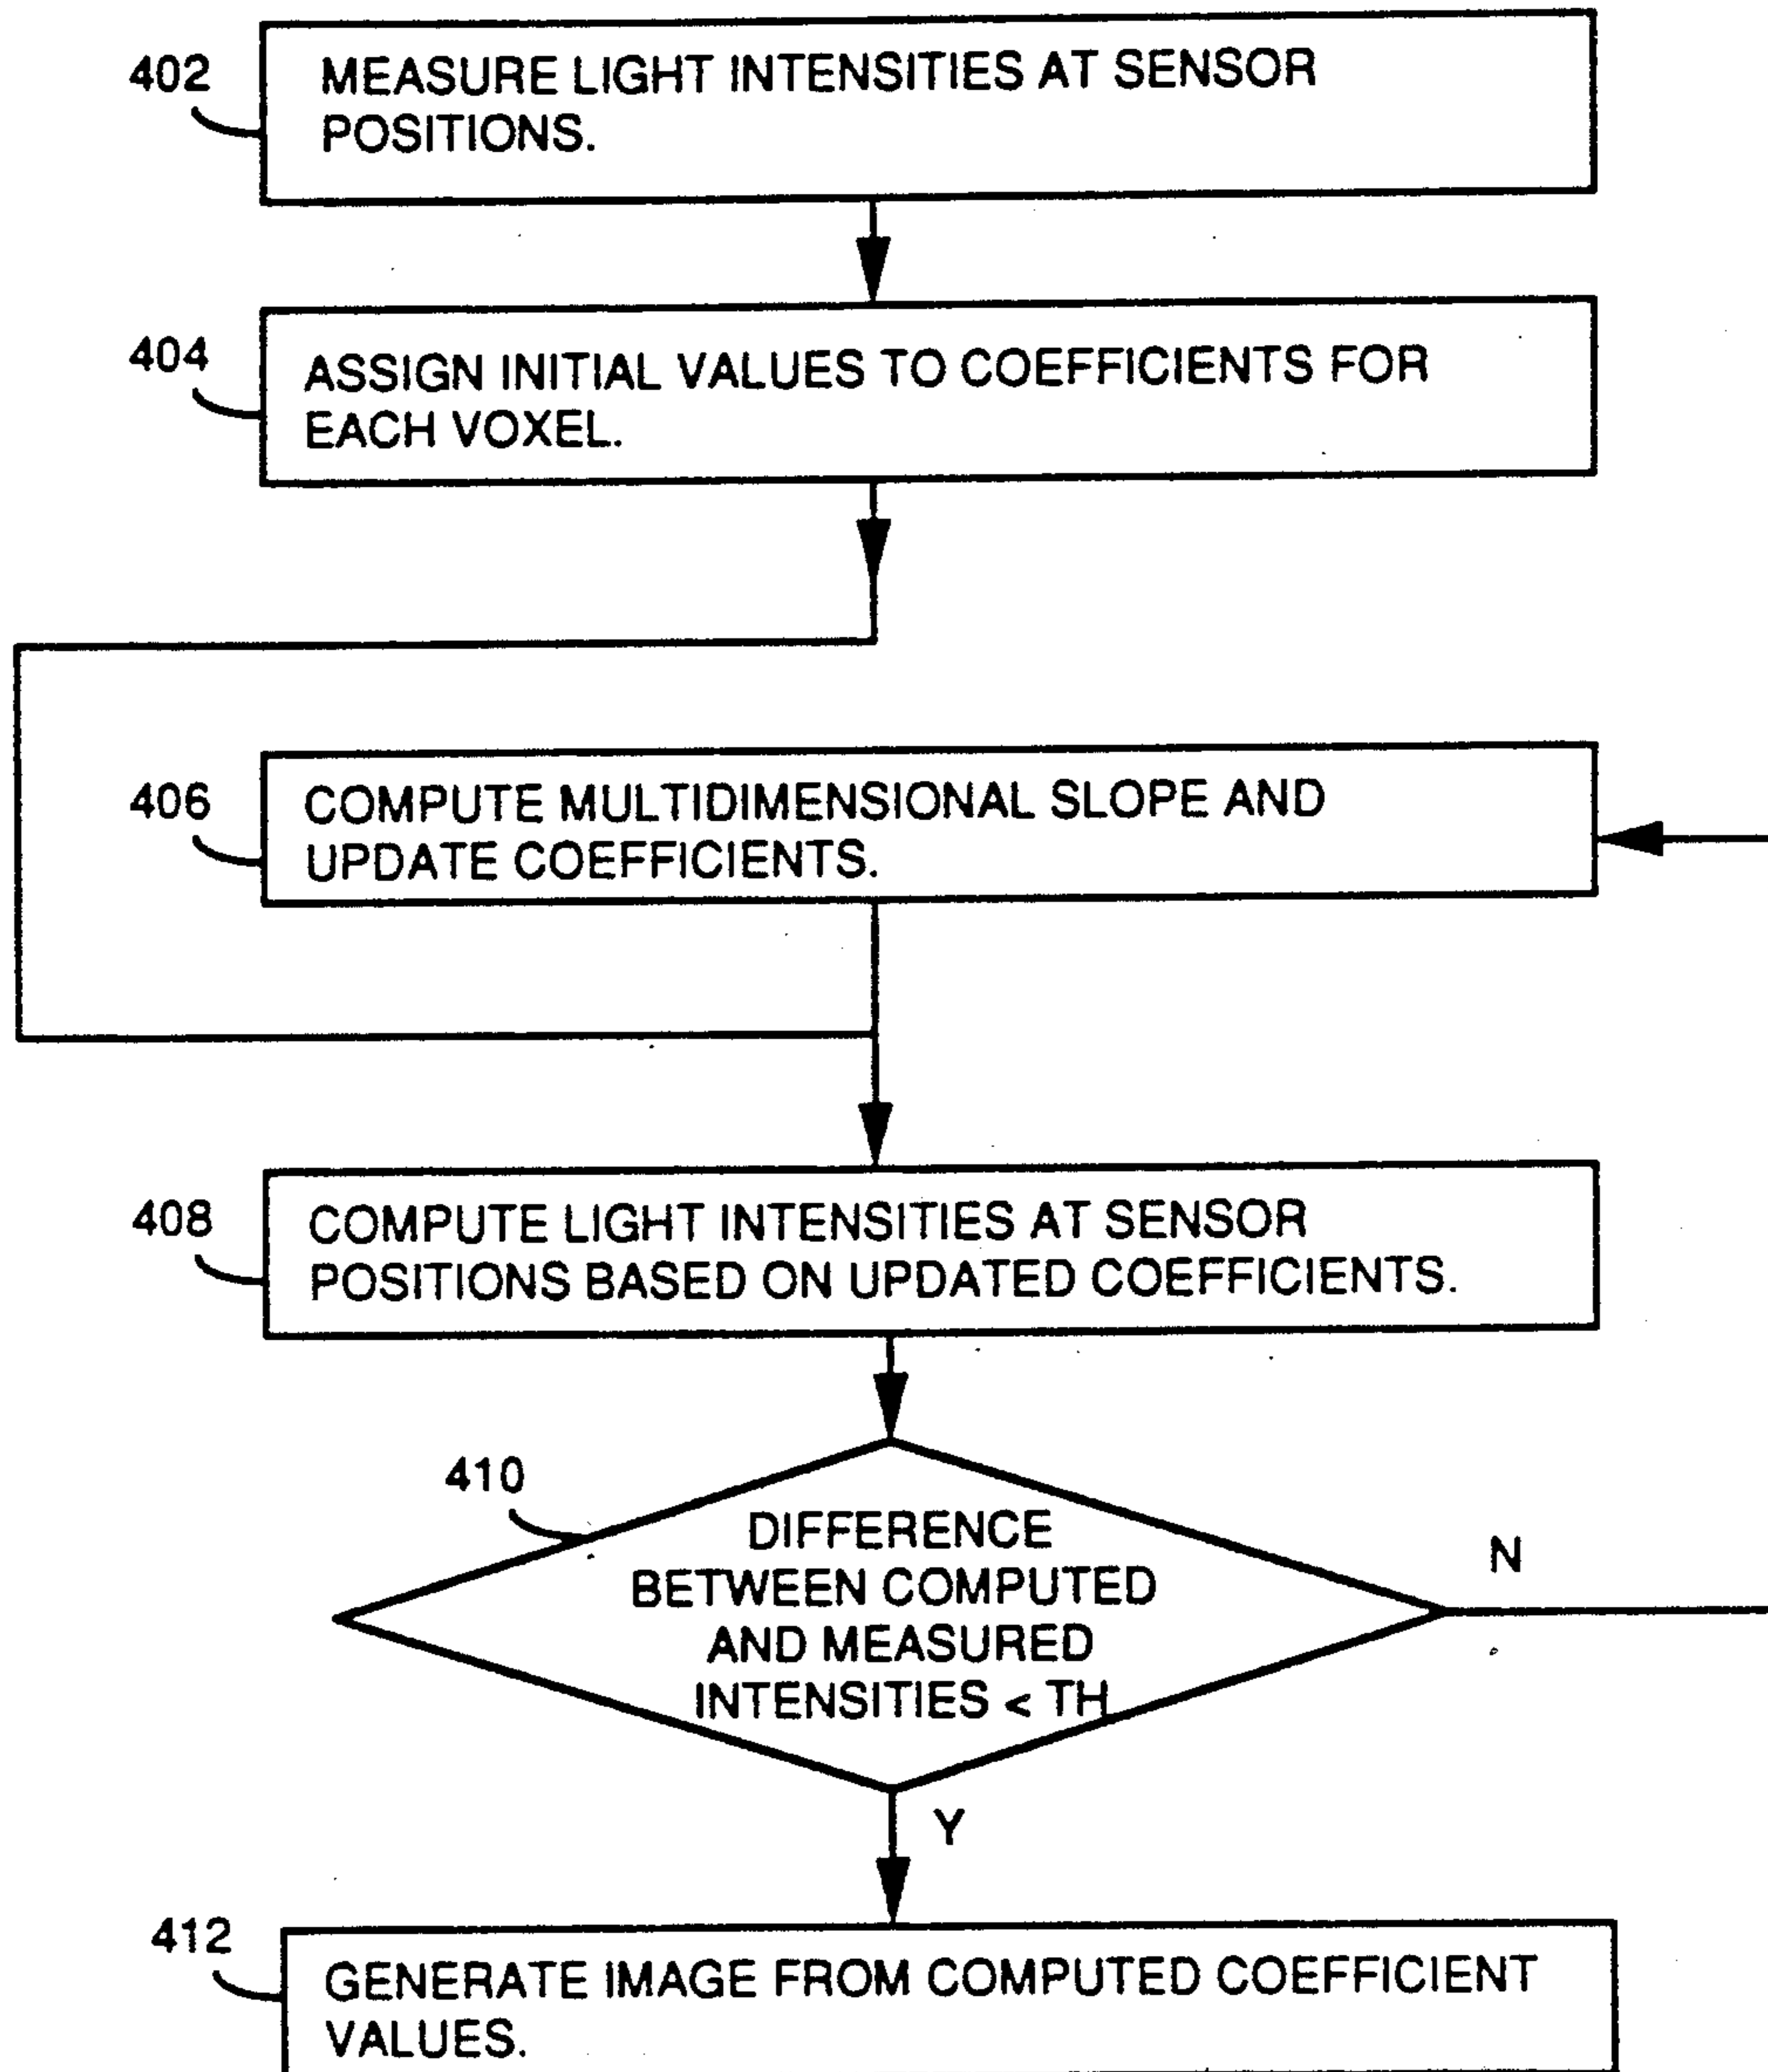 402
MEASURE LIGHT INTENSITIES AT SENSOR
POSITIONS.
404
ASSIGN INITIAL VALUES TO COEFFICIENTS FOR
EACH VOXEL.
406
COMPUTE MULTIDIMENSIONAL SLOPE AND
UPDATE COEFFICIENTS.
408
COMPUTE LIGHT INTENSITIES AT SENSOR
POSITIONS BASED ON UPDATED COEFFICIENTS.
410
DIFFERENCE
BETWEEN COMPUTED
AND MEASURED
INTENSITIES < TH
N
Y
412
GENERATE IMAGE FROM COMPUTED COEFFICIENT
VALUES.